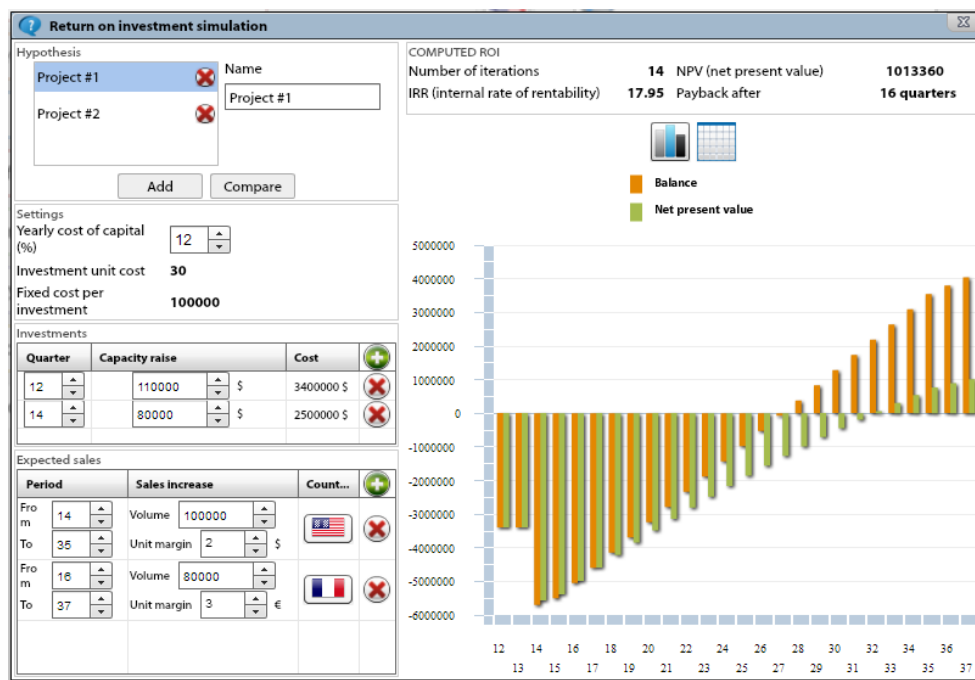 Return on investment simulation
Hypothesis
Project #1
Project #2
Name
Project #1
Add
Compare
Settings
Yearly cost of capital
(%)
12
Investment unit cost 30
Fixed cost per
investment
100000
Investments
Quarter Capacity raise Cost
12 110000 $ 3400000 $
14 80000 $ 2500000 $
Expected sales
Period Sales increase Count...
Fro
m
14
Volume 100000
To 35
Unit margin 2 $
Fro
m
16
Volume 80000
To 37
Unit margin 3 €
COMPUTED ROI
Number of iterations 14 NPV (net present value) 1013360
IRR (internal rate of rentability) 17.95 Payback after 16 quarters
Balance
Net present value
5000000
4000000
3000000
2000000
1000000
0
-1000000
-2000000
-3000000
-4000000
-5000000
-6000000
12 14 16 18 20 22 24 26 28 30 32 34 36
13 15 17 19 21 23 25 27 29 31 33 35 37